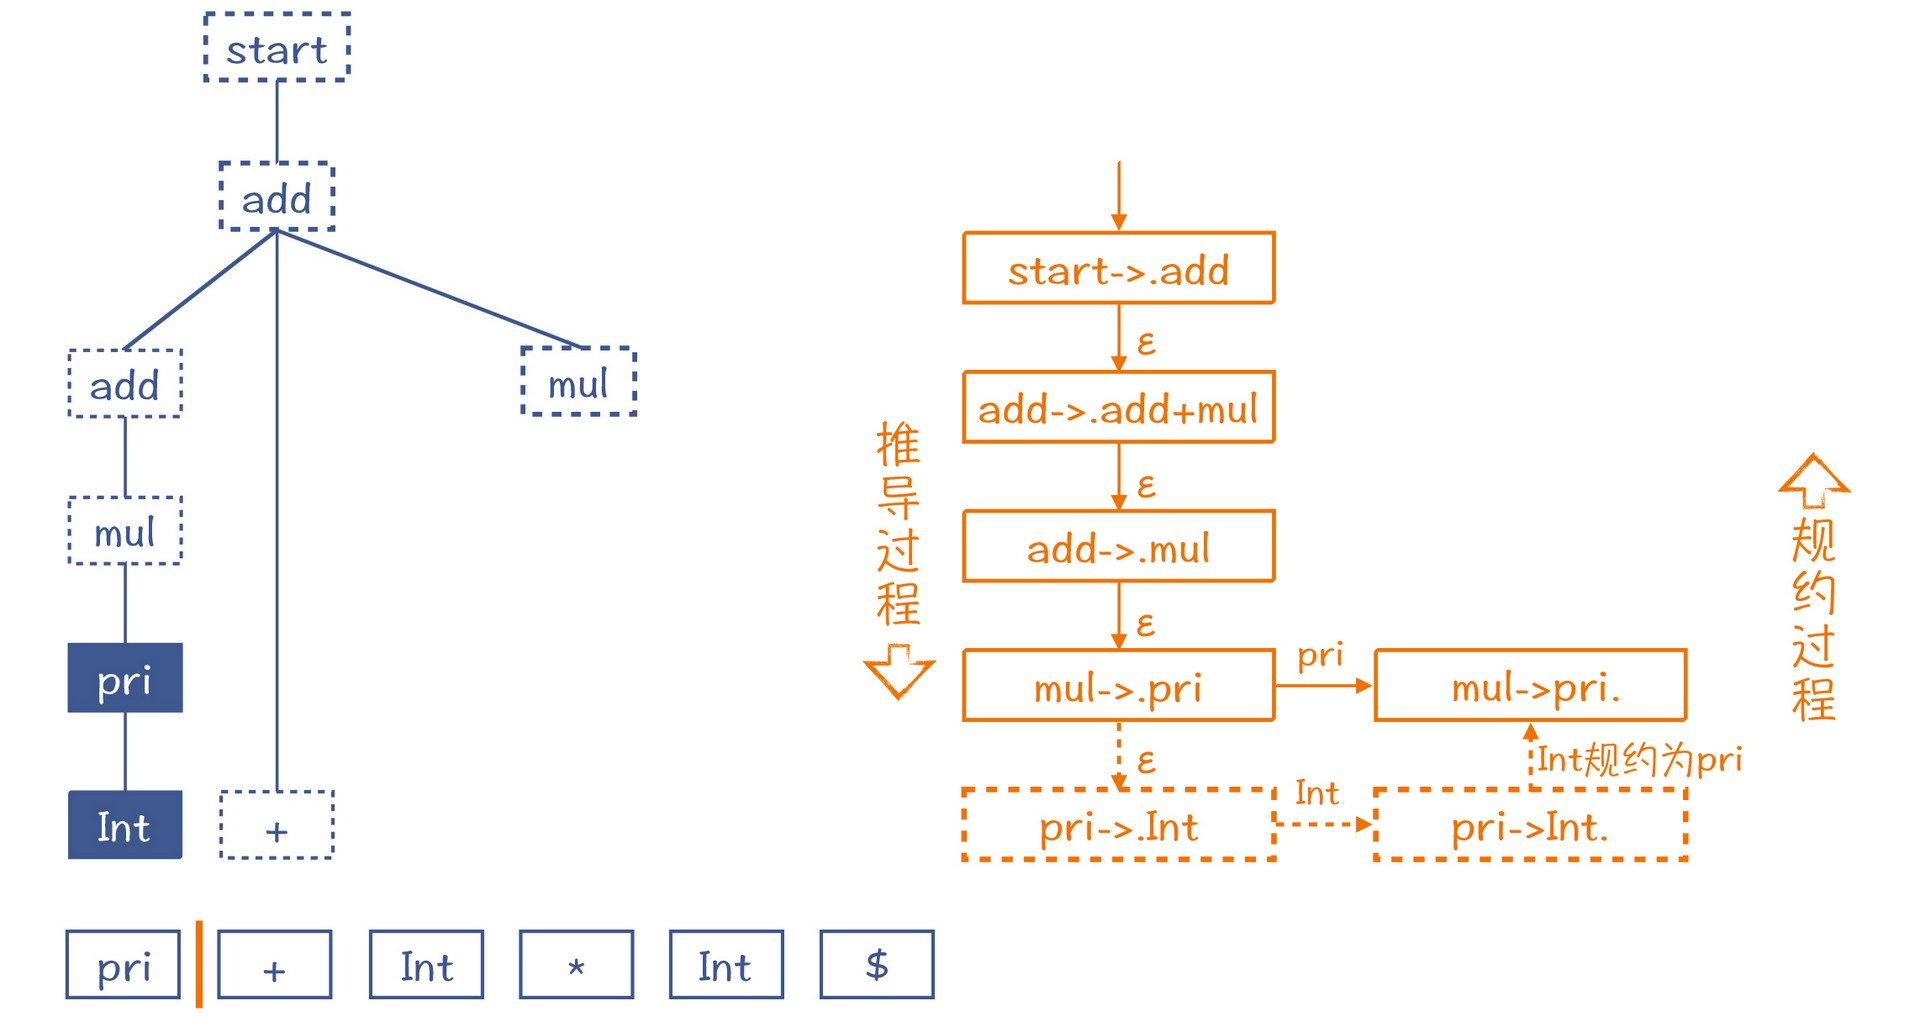 start
add
add
mul
mul
pri
Int
+
pri
+
Int
*
Int
$
推导过程
start->.add
ε
add->.add+mul
ε
add->.mul
ε
mul->.pri
pri
mul->pri.
ε
Int规约为pri
pri->.Int
Int
pri->Int.
规约过程